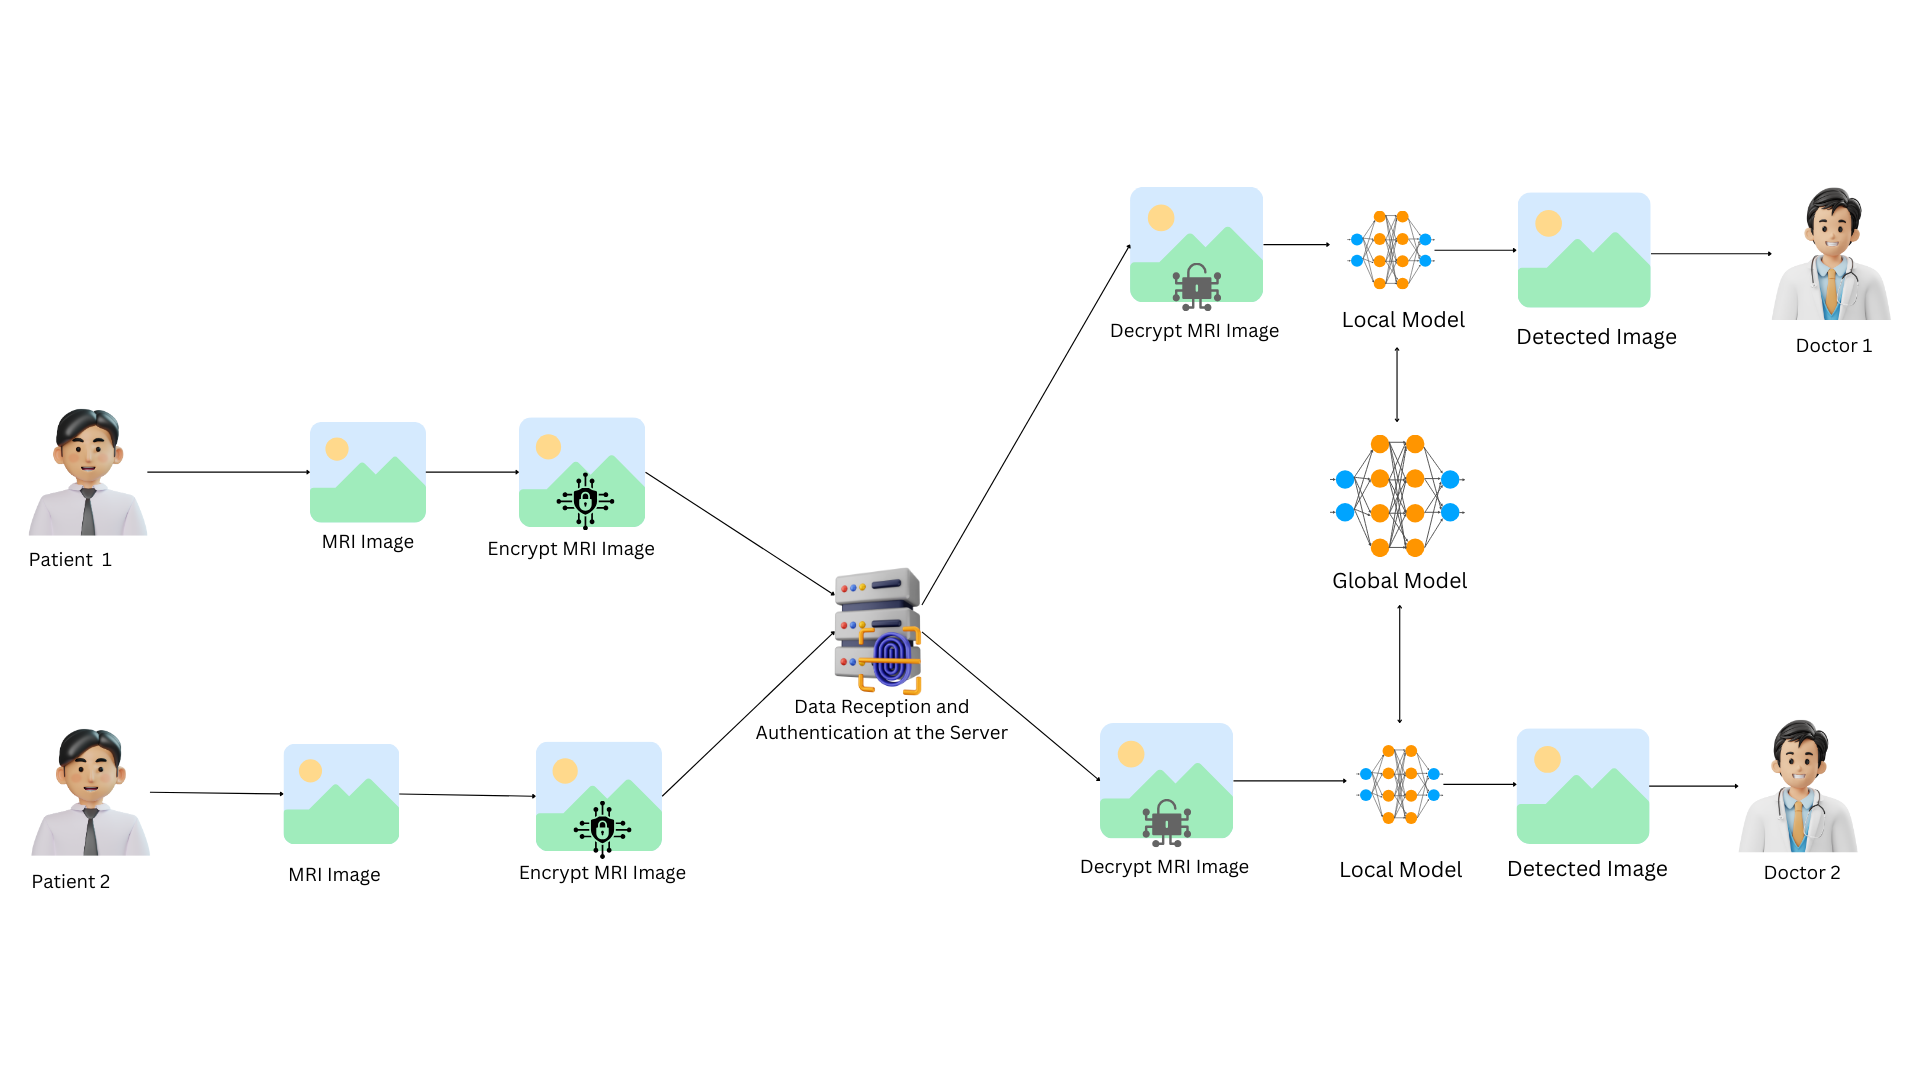 Decrypt MRI Image
Local Model
Detected Image
Doctor 1
Patient  1
MRI Image
Encrypt MRI Image
Global Model
Data Reception and
Authentication at the Server
Patient 2
MRI Image
Encrypt MRI Image
Decrypt MRI Image
Local Model
Detected Image
Doctor 2